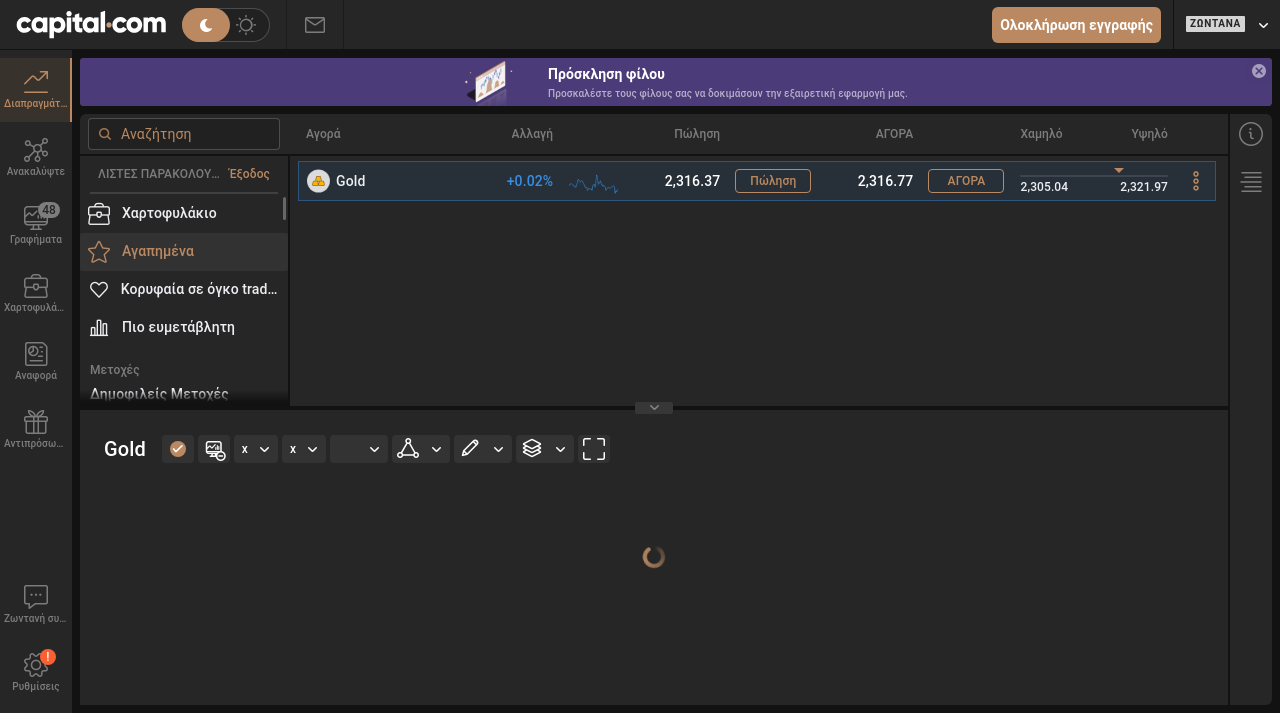 capital.com
Ολοκλήρωση εγγραφής
ΖΩΝΤΑΝΑ
Πρόσκληση φίλου
Προσκαλέστε τους φίλους σας να δοκιμάσουν την εξαιρετική εφαρμογή μας.
Διαπραγμάτ...
Ανακαλύψτε
48
Γραφήματα
Χαρτοφυλά...
Αναφορά
Αντιπρόσω...
Ζωντανή συ...
!
Ρυθμίσεις
Αναζήτηση
ΛΙΣΤΕΣ ΠΑΡΑΚΟΛΟΥ... Έξοδος
Χαρτοφυλάκιο
Αγαπημένα
Κορυφαία σε όγκο trad...
Πιο ευμετάβλητη
Μετοχές
Δημοφιλείς Μετοχές
Αγορά Αλλαγή Πώληση ΑΓΟΡΑ Χαμηλό Υψηλό
Gold +0.02% 2,316.37 Πώληση 2,316.77 ΑΓΟΡΑ 2,305.04 2,321.97
Gold x x